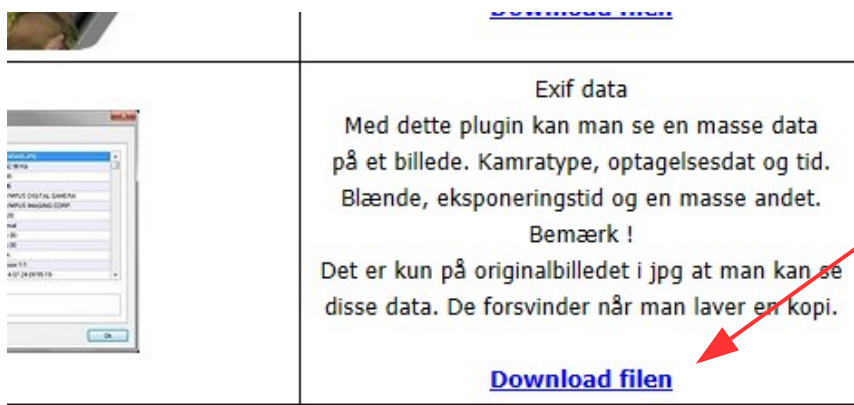 Download filen
Exif data
Med dette plugin kan man se en masse data
på et billede. Kamratype, optagelsesdat og tid.
Blænde, eksponeringstid og en masse andet.
Bemærk !
Det er kun på originalbilledet i jpg at man kan se
disse data. De forsvinder når man laver en kopi.
Download filen